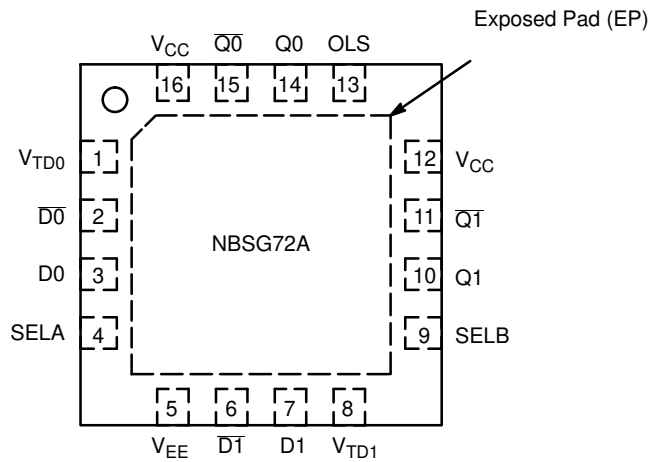 Exposed Pad (EP)
VCC Q0 Q0 OLS
16 15 14 13
VTD0 1 12 VCC
D0 2 11 Q1
NBSG72A
D0 3 10 Q1
SELA 4 9 SELB
5 6 7 8
VEE D1 D1 VTD1